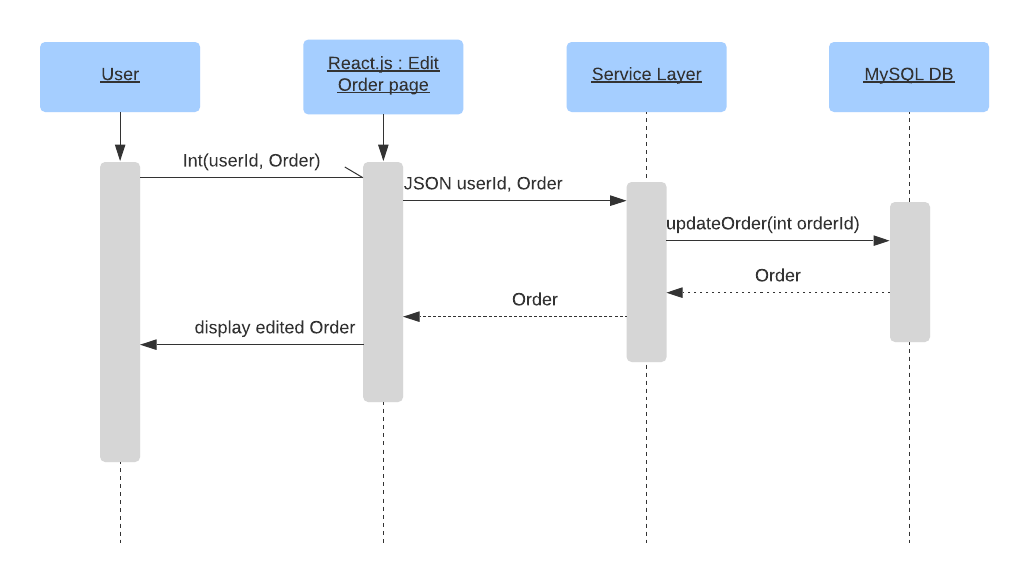 User
React.js : Edit
Order page
Service Layer
MySQL DB
Int(userId, Order)
JSON userId, Order
updateOrder(int orderId)
Order
Order
display edited Order